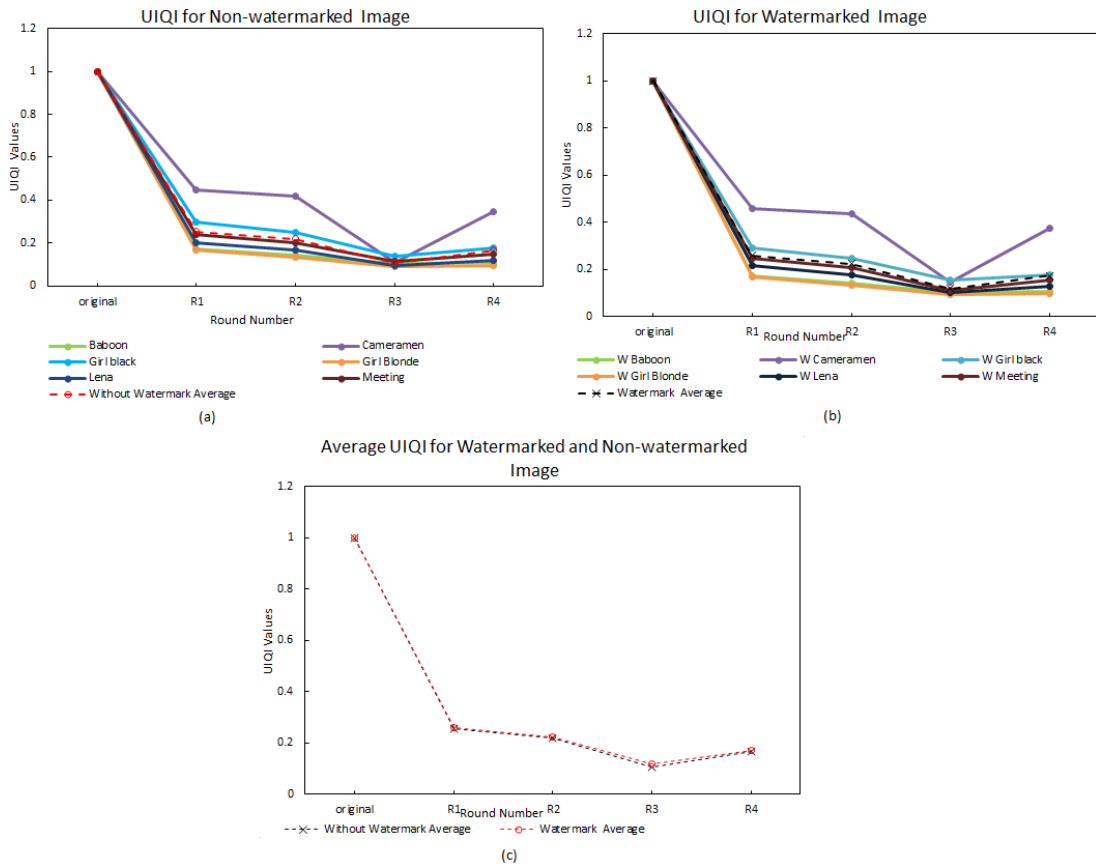 UIQI for Non-watermarked Image
UIQI Values
1.2
1
0.8
0.6
0.4
0.2
0
original R1 R2 R3 R4
Round Number
Baboon Cameramen
Girl black Girl Blonde
Lena Meeting
Without Watermark Average
(a)
UIQI for Watermarked Image
UIQI Values
1.2
1
0.8
0.6
0.4
0.2
0
original R1 R2 R3 R4
Round Number
W Baboon W Cameramen W Girl black
W Girl Blonde W Lena W Meeting
Watermark Average
(b)
Average UIQI for Watermarked and Non-watermarked
Image
UIQI Values
1.2
1
0.8
0.6
0.4
0.2
0
original R1 R2 R3 R4
Round Number
Without Watermark Average Watermark Average
(c)